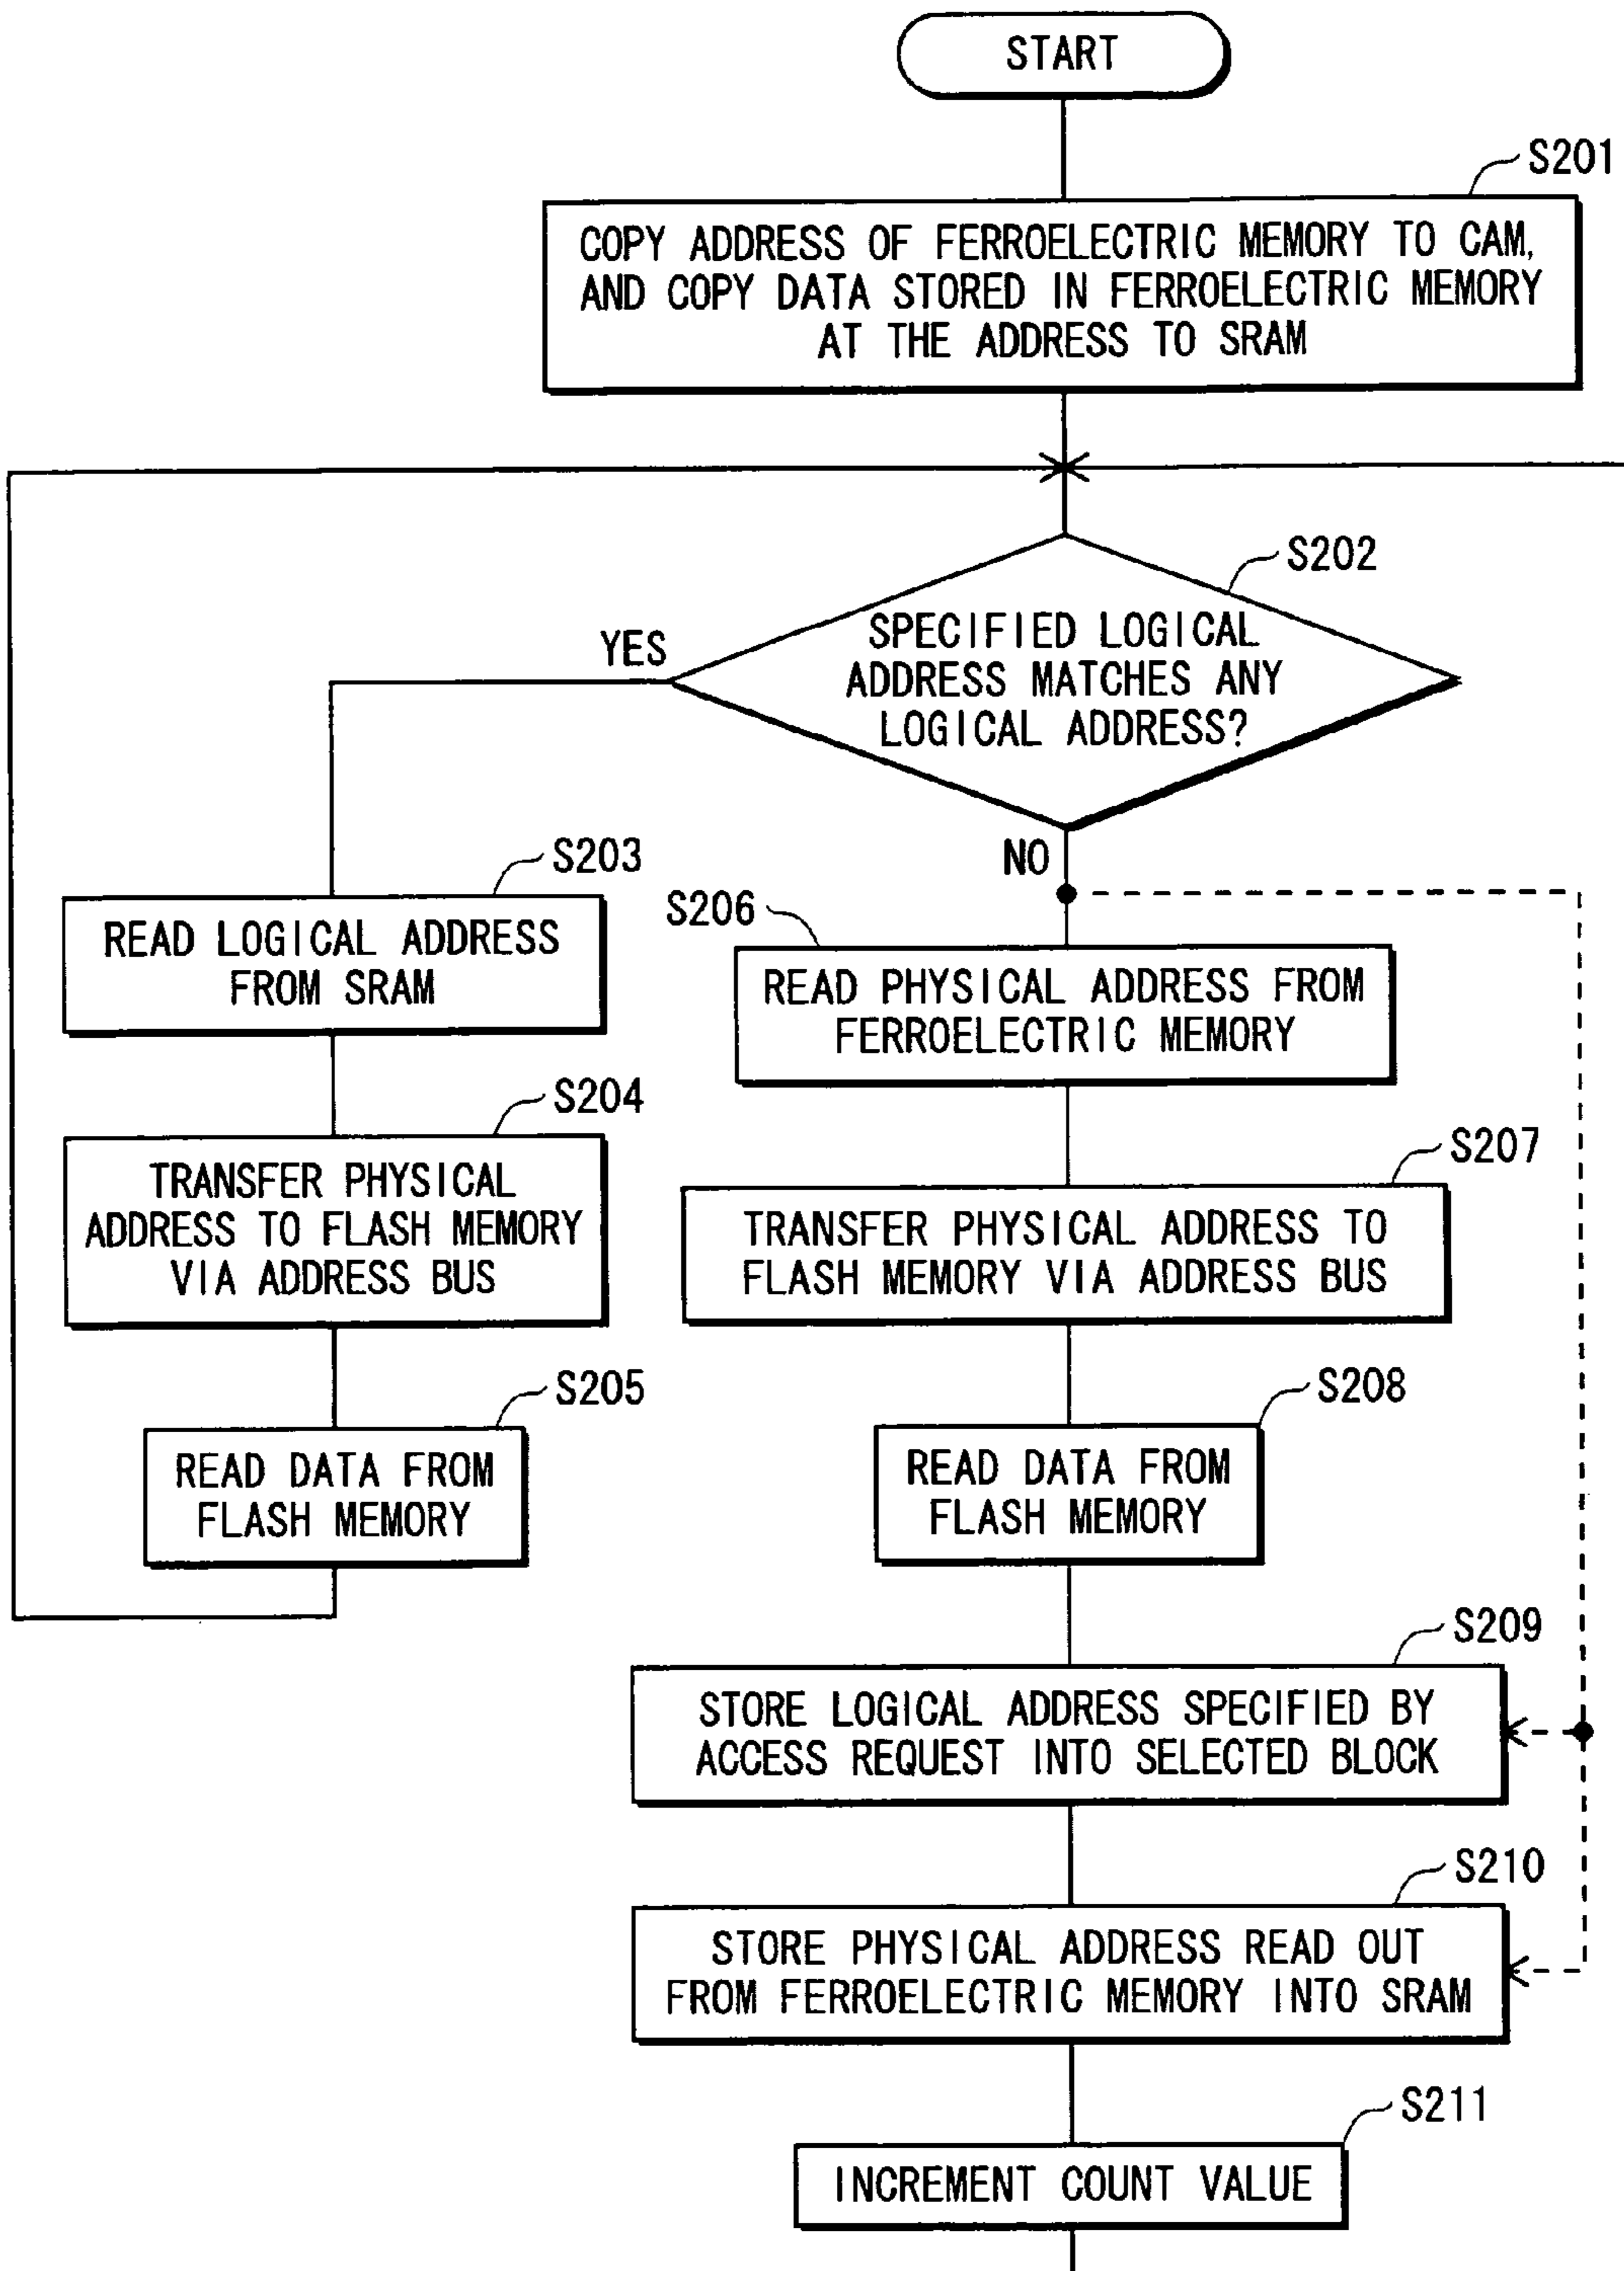 START
S201
COPY ADDRESS OF FERROELECTRIC MEMORY TO CAM,
AND COPY DATA STORED IN FERROELECTRIC MEMORY
AT THE ADDRESS TO SRAM
S202
SPECIFIED LOGICAL
ADDRESS MATCHES ANY
LOGICAL ADDRESS?
YES
NO
S203
READ LOGICAL ADDRESS
FROM SRAM
S204
TRANSFER PHYSICAL
ADDRESS TO FLASH MEMORY
VIA ADDRESS BUS
S205
READ DATA FROM
FLASH MEMORY
S206
READ PHYSICAL ADDRESS FROM
FERROELECTRIC MEMORY
S207
TRANSFER PHYSICAL ADDRESS TO
FLASH MEMORY VIA ADDRESS BUS
S208
READ DATA FROM
FLASH MEMORY
S209
STORE LOGICAL ADDRESS SPECIFIED BY
ACCESS REQUEST INTO SELECTED BLOCK
S210
STORE PHYSICAL ADDRESS READ OUT
FROM FERROELECTRIC MEMORY INTO SRAM
S211
INCREMENT COUNT VALUE